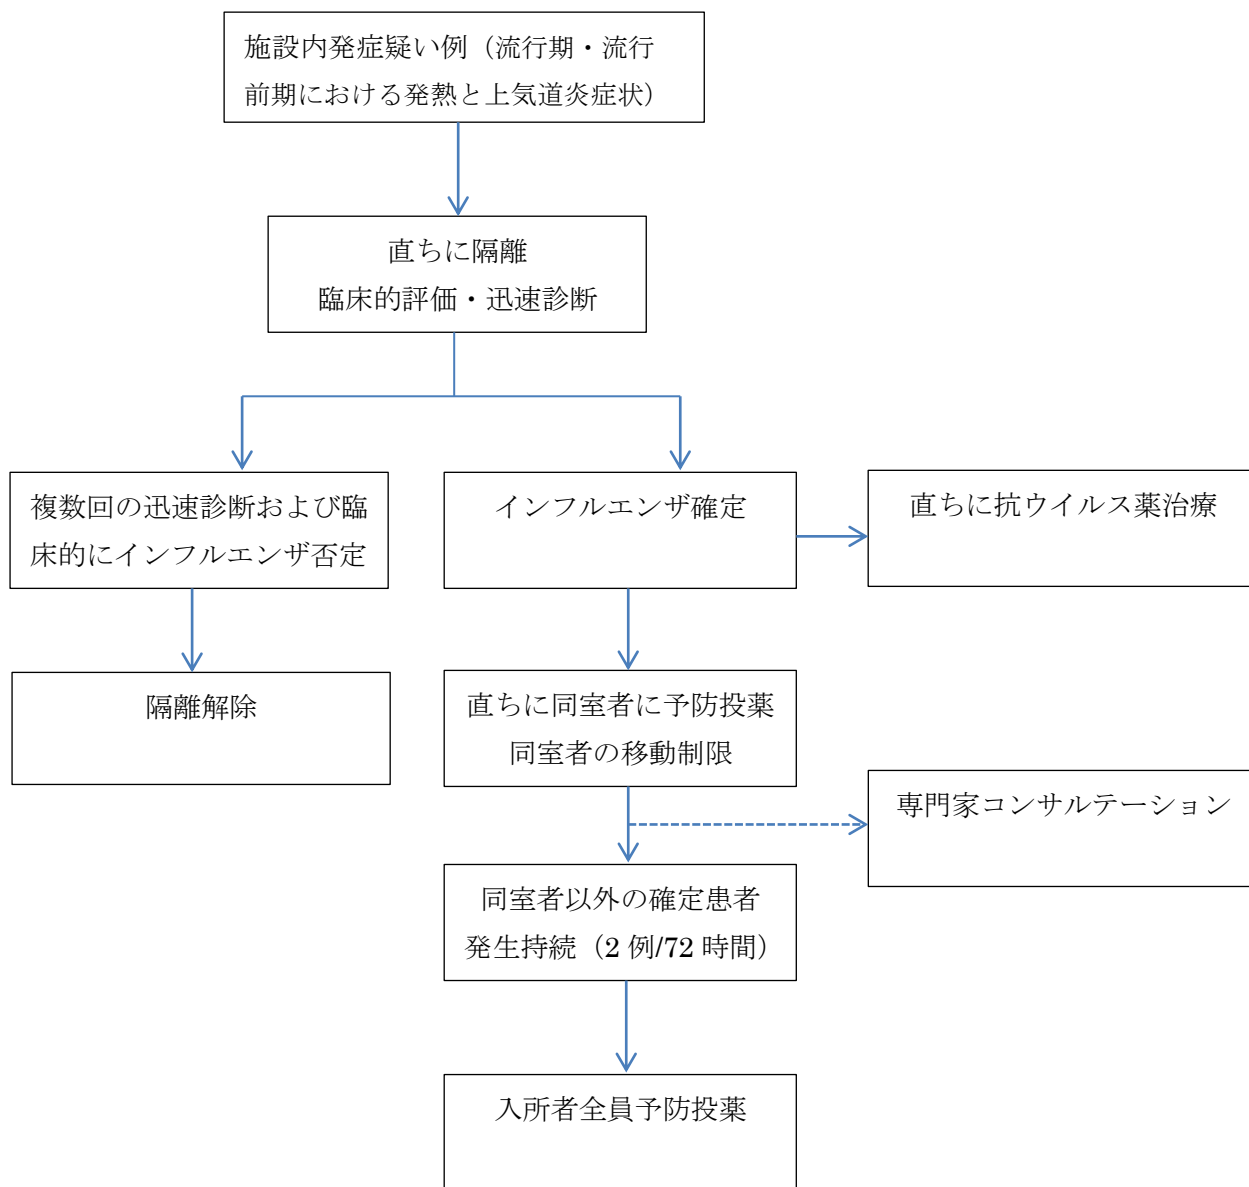 施設内発症疑い例（流行期・流行
前期における発熱と上気道炎症状）
直ちに隔離
臨床的評価・迅速診断
複数回の迅速診断および臨
床的にインフルエンザ否定
インフルエンザ確定
直ちに抗ウイルス薬治療
隔離解除
直ちに同室者に予防投薬
同室者の移動制限
専門家コンサルテーション
同室者以外の確定患者
発生持続（2 例/72 時間）
入所者全員予防投薬